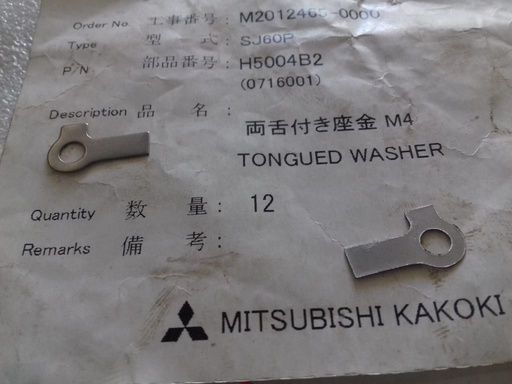 Order No 工事番号: M2012465-0000
Type 型 式: SJ60P
P/N 部品番号: H5004B2
(0716001)
Description 品 名:
両舌付き座金 M4
TONGUED WASHER
Quantity 数 量: 12
Remarks 備 考:
MITSUBISHI KAKOKI